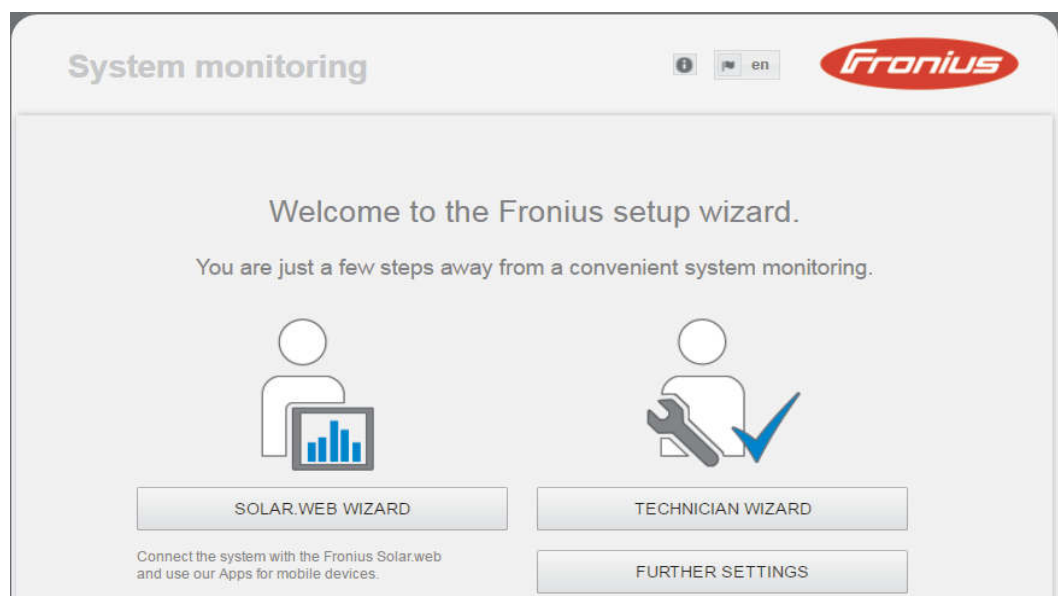 System monitoring
en
Fronius
Welcome to the Fronius setup wizard.
You are just a few steps away from a convenient system monitoring.
SOLAR.WEB WIZARD
TECHNICIAN WIZARD
Connect the system with the Fronius Solar.web
and use our Apps for mobile devices.
FURTHER SETTINGS